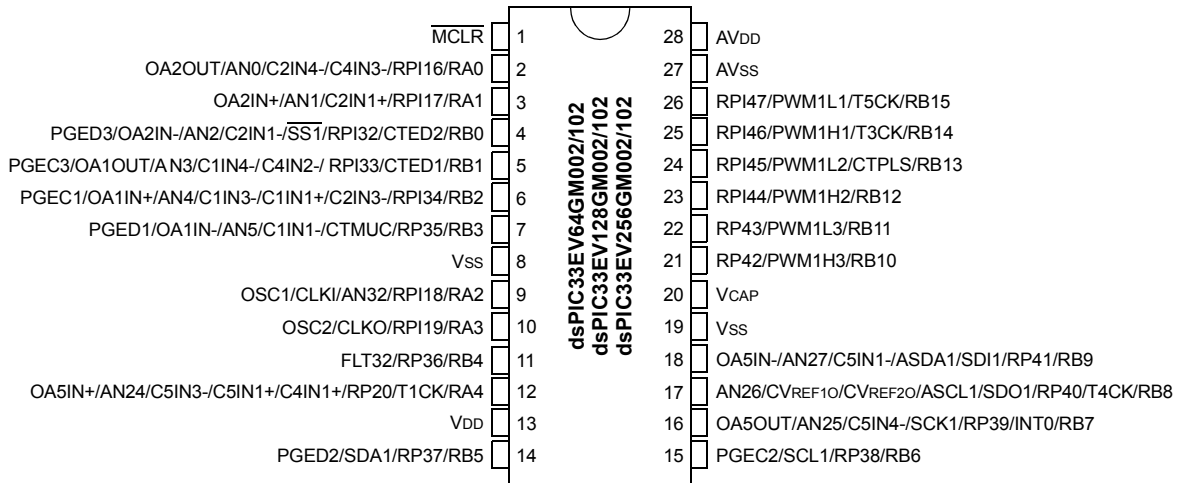 MCLR 1
OA2OUT/AN0/C2IN4-/C4IN3-/RPI16/RA0 2
OA2IN+/AN1/C2IN1+/RPI17/RA1 3
PGED3/OA2IN-/AN2/C2IN1-/SS1/RPI32/CTED2/RB0 4
PGEC3/OA1OUT/AN3/C1IN4-/C4IN2-/ RPI33/CTED1/RB1 5
PGEC1/OA1IN+/AN4/C1IN3-/C1IN1+/C2IN3-/RPI34/RB2 6
PGED1/OA1IN-/AN5/C1IN1-/CTMUC/RP35/RB3 7
VSS 8
OSC1/CLKI/AN32/RPI18/RA2 9
OSC2/CLKO/RPI19/RA3 10
FLT32/RP36/RB4 11
OA5IN+/AN24/C5IN3-/C5IN1+/C4IN1+/RP20/T1CK/RA4 12
VDD 13
PGED2/SDA1/RP37/RB5 14
dsPIC33EV64GM002/102
dsPIC33EV128GM002/102
dsPIC33EV256GM002/102
28 AVDD
27 AVSS
26 RPI47/PWM1L1/T5CK/RB15
25 RPI46/PWM1H1/T3CK/RB14
24 RPI45/PWM1L2/CTPLS/RB13
23 RPI44/PWM1H2/RB12
22 RP43/PWM1L3/RB11
21 RP42/PWM1H3/RB10
20 VCAP
19 VSS
18 OA5IN-/AN27/C5IN1-/ASDA1/SDI1/RP41/RB9
17 AN26/CVREF1O/CVREF2O/ASCL1/SDO1/RP40/T4CK/RB8
16 OA5OUT/AN25/C5IN4-/SCK1/RP39/INT0/RB7
15 PGEC2/SCL1/RP38/RB6